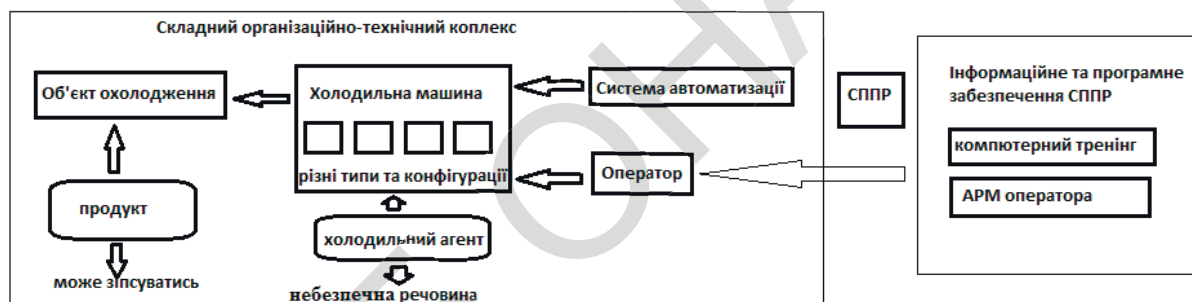 Складний організаційно-технічний коплекс
Об'єкт охолодження
Холодильна машина
різні типи та конфігурації
Система автоматизації
Оператор
продукт
може зіпсуватись
холодильний агент
небезпечна речовина
СППР
Інформаційне та програмне
забезпечення СППР
компютерний тренінг
АРМ оператора
ОНА